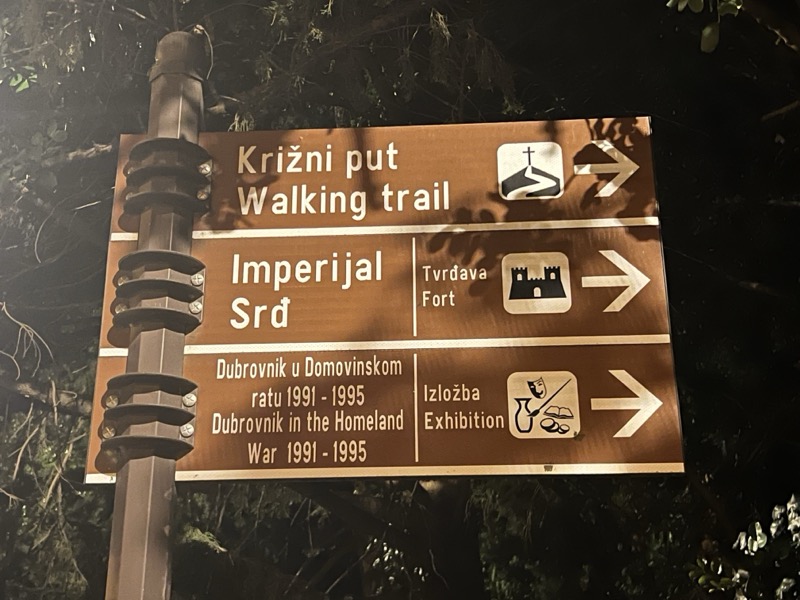 Križni put
Walking trail
Imperijal
Srđ
Tvrđava
Fort
Dubrovnik u Domovinskom
ratu 1991 - 1995
Dubrovnik in the Homeland
War 1991 - 1995
Izložba
Exhibition